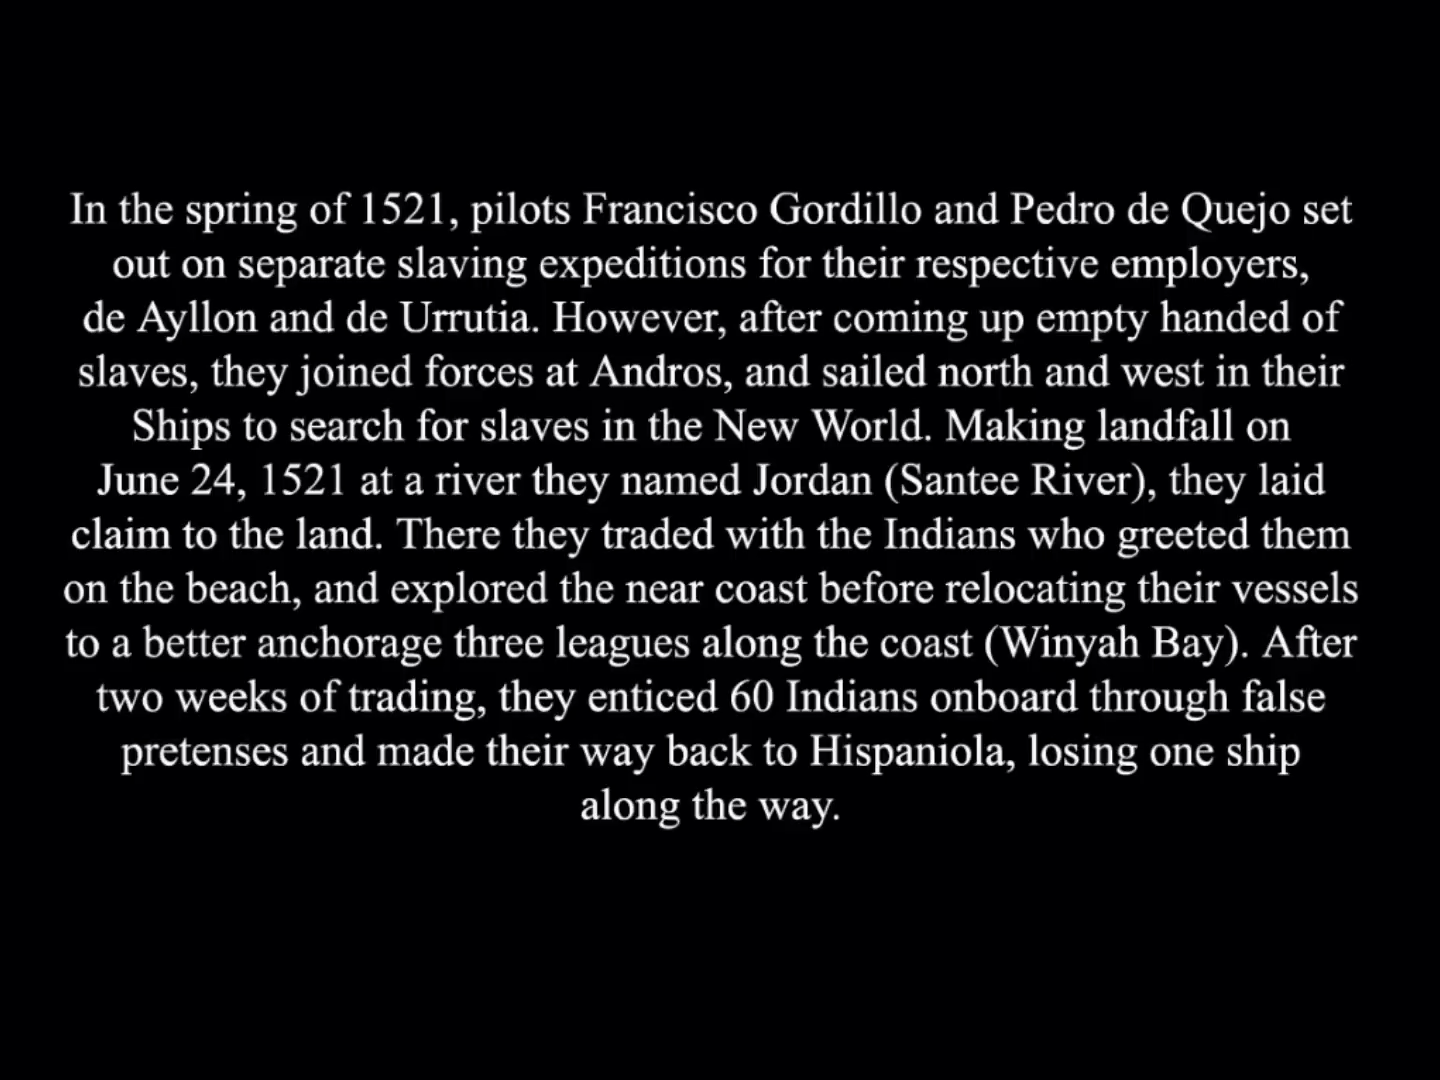 In the spring of 1521, pilots Francisco Gordillo and Pedro de Quejo set
out on separate slaving expeditions for their respective employers,
de Ayllon and de Urrutia. However, after coming up empty handed of
slaves, they joined forces at Andros, and sailed north and west in their
Ships to search for slaves in the New World. Making landfall on
June 24, 1521 at a river they named Jordan (Santee River), they laid
claim to the land. There they traded with the Indians who greeted them
on the beach, and explored the near coast before relocating their vessels
to a better anchorage three leagues along the coast (Winyah Bay). After
two weeks of trading, they enticed 60 Indians onboard through false
pretenses and made their way back to Hispaniola, losing one ship
along the way.